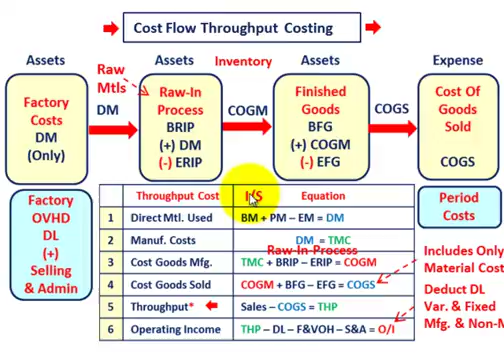 Cost Flow Throughput Costing
Assets
Assets
Inventory
Assets
Expense
Raw
Mtls
Factory
Costs
DM
(Only)
DM
Raw-In
Process
BRIP
(+) DM
(-) ERIP
COGM
Finished
Goods
BFG
(+) COGM
(-) EFG
COGS
Cost Of
Goods
Sold
COGS
Factory
OVHD
DL
(+)
Selling
& Admin
Throughput Cost I/S Equation
1 Direct Mtl. Used BM + PM – EM = DM
2 Manuf. Costs DM = TMC
Raw-In-Process
3 Cost Goods Mfg. TMC + BRIP – ERIP = COGM
4 Cost Goods Sold COGM + BFG – EFG = COGS
5 Throughput* Sales – COGS = THP
6 Operating Income THP – DL – F&VOH – S&A = O/I
Period
Costs
Includes Only
Material Cost
Deduct DL
Var. & Fixed
Mfg. & Non-M